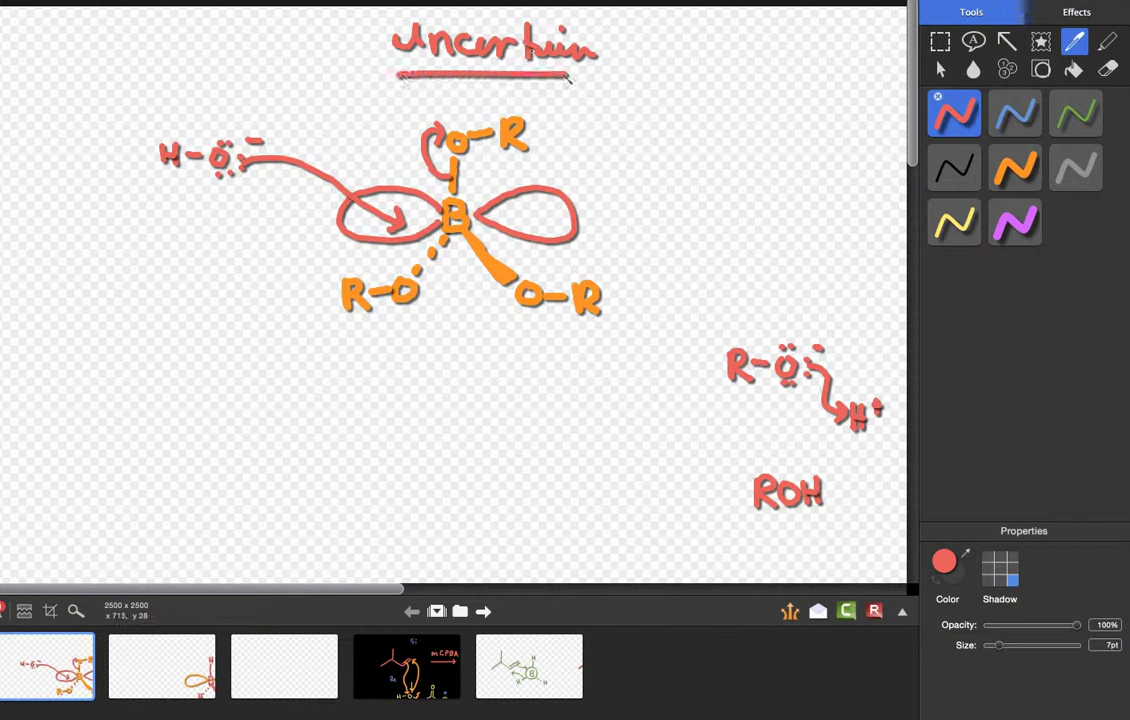 Tools Effects
uncertain
H-O:-
O-R
B
R-O
O-R
R-O:-
H+
ROH
Properties
Color
Shadow
Opacity: 100%
Size: 7pt
2500 x 2500
x 713, y 28
mCPBA